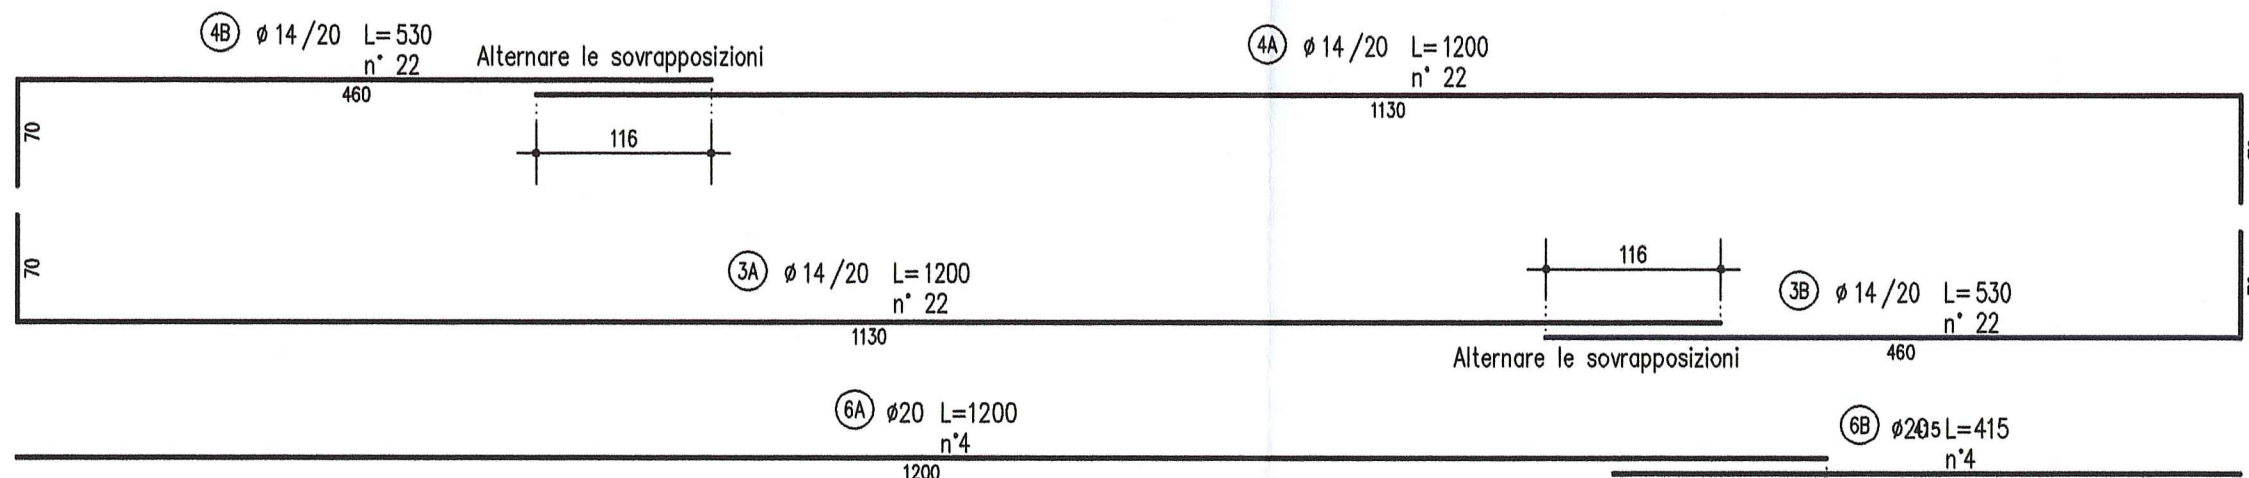 4B ø 14/20 L=530
n° 22
Alternare le sovrapposizioni
460
70
116
4A ø 14/20 L=1200
n° 22
1130
70
3A ø 14/20 L=1200
n° 22
1130
116
3B ø 14/20 L=530
n° 22
Alternare le sovrapposizioni
460
6A ø20 L=1200
n°4
1200
6B ø20 L=415
n°4